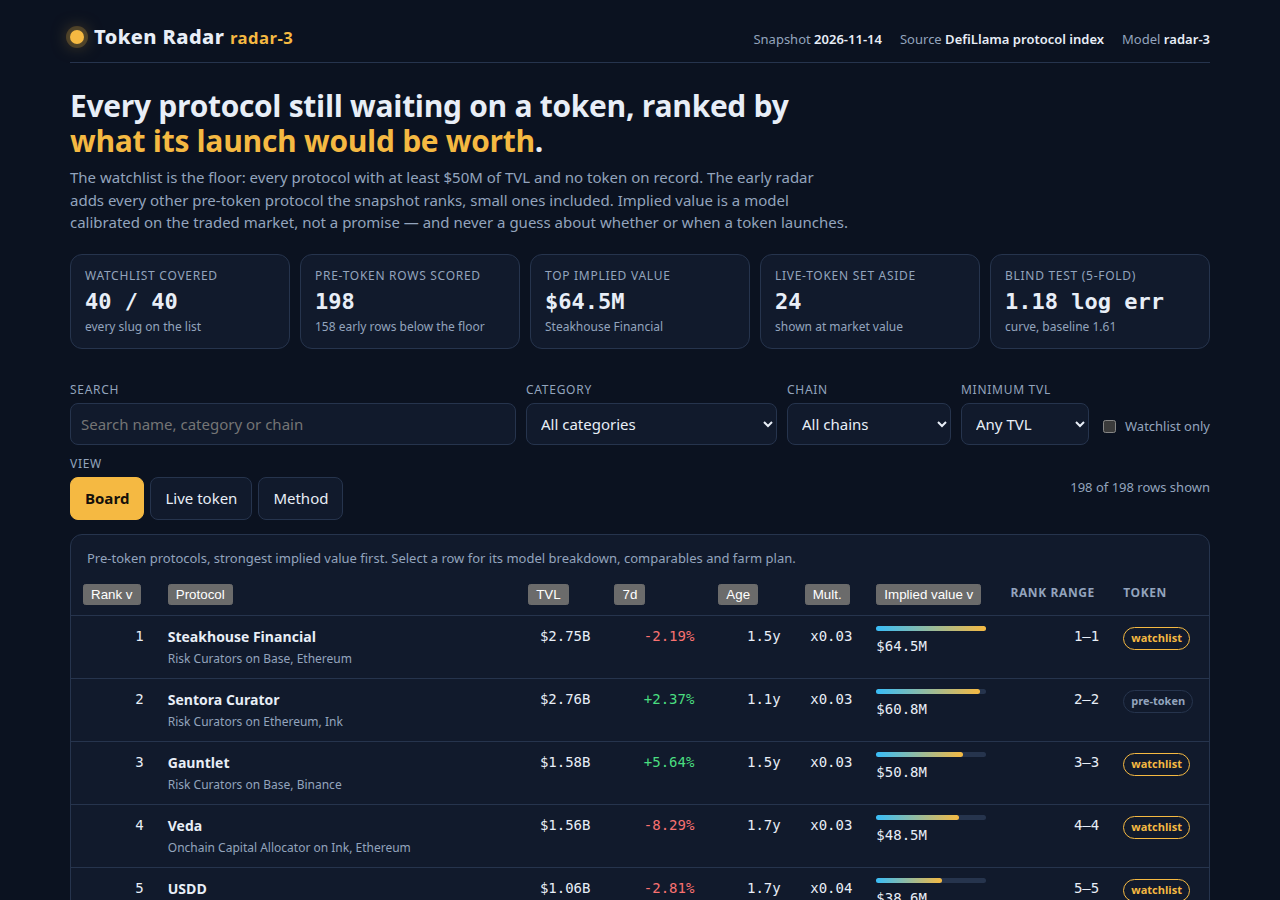 Token Radar radar-3
Snapshot 2026-11-14 Source DefiLlama protocol index Model radar-3
Every protocol still waiting on a token, ranked by
what its launch would be worth.
The watchlist is the floor: every protocol with at least $50M of TVL and no token on record. The early radar
adds every other pre-token protocol the snapshot ranks, small ones included. Implied value is a model
calibrated on the traded market, not a promise — and never a guess about whether or when a token launches.
WATCHLIST COVERED
40 / 40
every slug on the list
PRE-TOKEN ROWS SCORED
198
158 early rows below the floor
TOP IMPLIED VALUE
$64.5M
Steakhouse Financial
LIVE-TOKEN SET ASIDE
24
shown at market value
BLIND TEST (5-FOLD)
1.18 log err
curve, baseline 1.61
SEARCH CATEGORY CHAIN MINIMUM TVL
Search name, category or chain All categories All chains Any TVL Watchlist only
VIEW
Board Live token Method 198 of 198 rows shown
Pre-token protocols, strongest implied value first. Select a row for its model breakdown, comparables and farm plan.
Rank v Protocol TVL 7d Age Mult. Implied value v RANK RANGE TOKEN
1 Steakhouse Financial $2.75B -2.19% 1.5y x0.03 $64.5M 1–1 watchlist
Risk Curators on Base, Ethereum
2 Sentora Curator $2.76B +2.37% 1.1y x0.03 $60.8M 2–2 pre-token
Risk Curators on Ethereum, Ink
3 Gauntlet $1.58B +5.64% 1.5y x0.03 $50.8M 3–3 watchlist
Risk Curators on Base, Binance
4 Veda $1.56B -8.29% 1.7y x0.03 $48.5M 4–4 watchlist
Onchain Capital Allocator on Ink, Ethereum
5 USDD $1.06B -2.81% 1.7y x0.04 $38.6M 5–5 watchlist